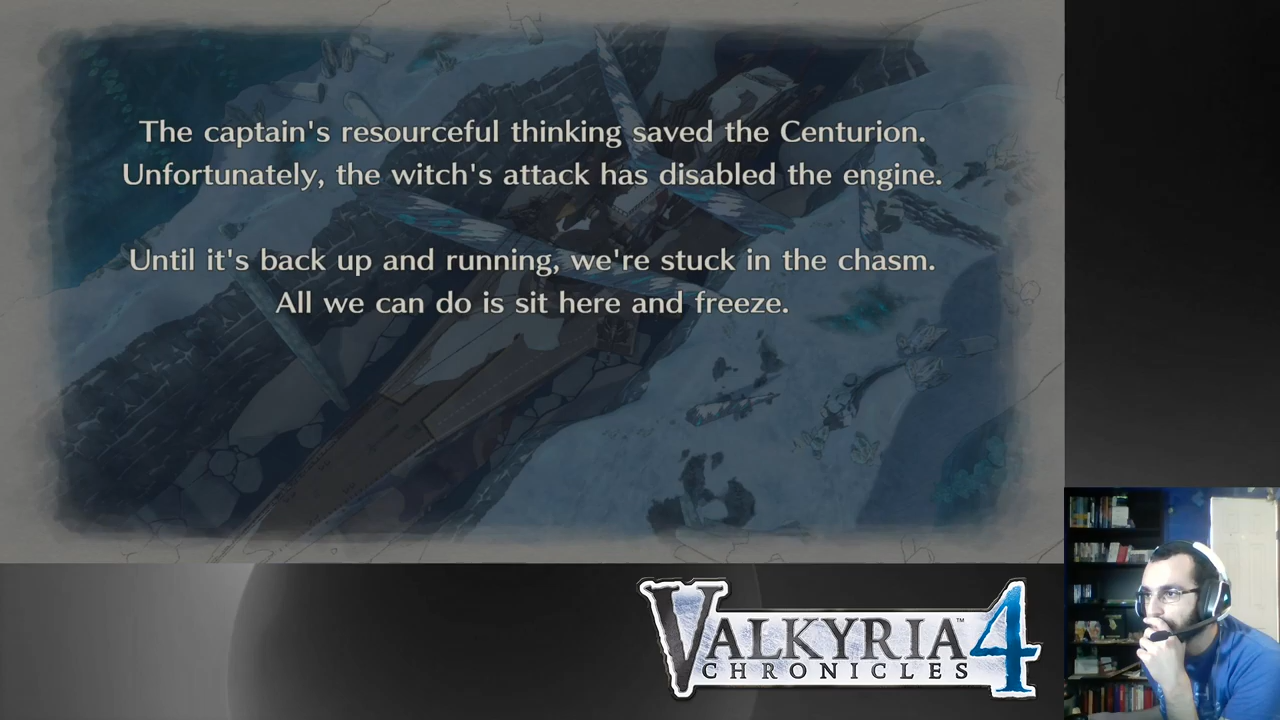 The captain's resourceful thinking saved the Centurion.
Unfortunately, the witch's attack has disabled the engine.
Until it's back up and running, we're stuck in the chasm.
All we can do is sit here and freeze.
VALKYRIA 4 ™
CHRONICLES